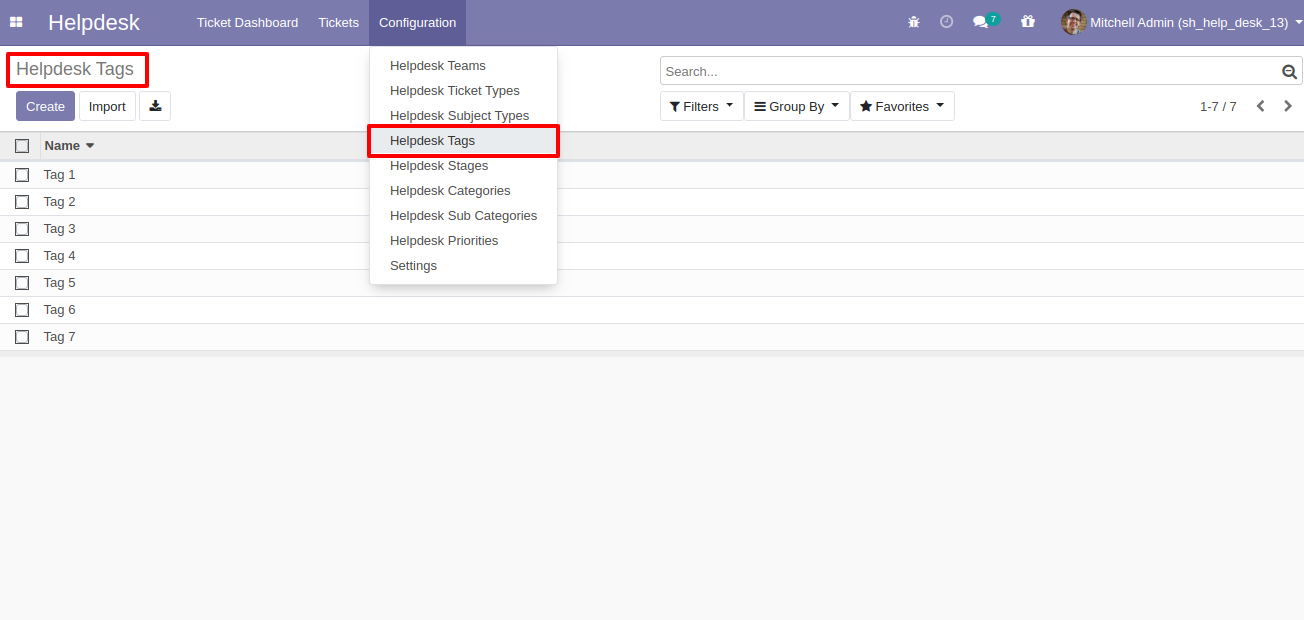 Helpdesk Ticket Dashboard Tickets Configuration 7 Mitchell Admin (sh_help_desk_13)
Helpdesk Tags
Search...
Create Import
Filters Group By Favorites 1-7 / 7
Helpdesk Teams
Helpdesk Ticket Types
Helpdesk Subject Types
Helpdesk Tags
Helpdesk Stages
Helpdesk Categories
Helpdesk Sub Categories
Helpdesk Priorities
Settings
Name
Tag 1
Tag 2
Tag 3
Tag 4
Tag 5
Tag 6
Tag 7